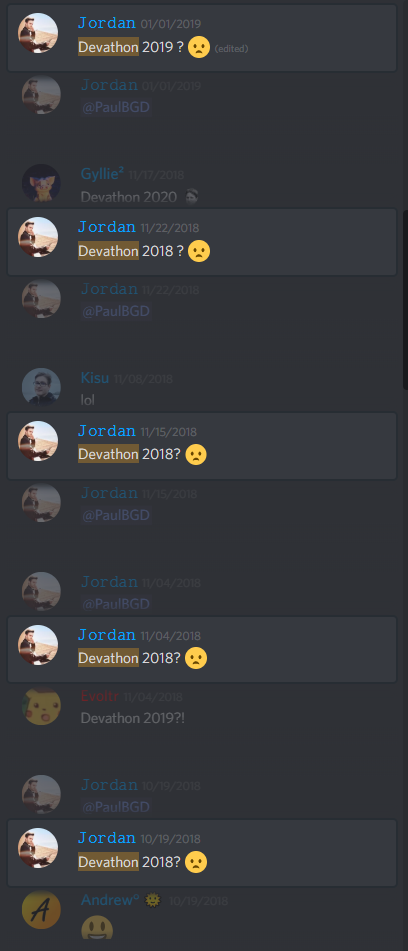 Jordan 01/01/2019
Devathon 2019 ? (edited)
Jordan 01/01/2019
@PaulBGD
Gyllie² 11/17/2018
Devathon 2020
Jordan 11/22/2018
Devathon 2018 ?
Jordan 11/22/2018
@PaulBGD
Kisu 11/08/2018
lol
Jordan 11/15/2018
Devathon 2018?
Jordan 11/15/2018
@PaulBGD
Jordan 11/04/2018
@PaulBGD
Jordan 11/04/2018
Devathon 2018?
11/04/2018
Devathon 2019?!
Jordan 10/19/2018
@PaulBGD
Jordan 10/19/2018
Devathon 2018?
Andrew° 10/19/2018